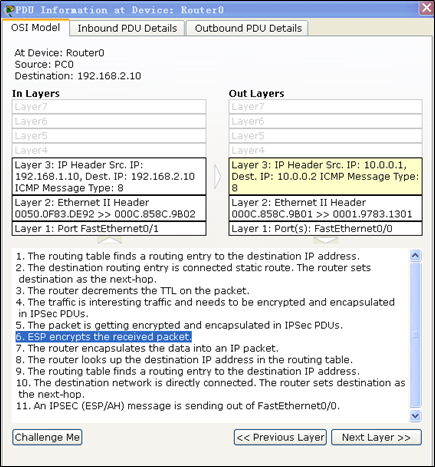 PDU Information at Device: Router0
OSI Model
Inbound PDU Details
Outbound PDU Details
At Device: Router0
Source: PC0
Destination: 192.168.2.10
In Layers
Layer7
Layer6
Layer5
Layer4
Layer 3: IP Header Src. IP:
192.168.1.10, Dest. IP: 192.168.2.10
ICMP Message Type: 8
Layer 2: Ethernet II Header
0050.0F83.DE92 >> 000C.858C.9B02
Layer 1: Port FastEthernet0/1
Out Layers
Layer7
Layer6
Layer5
Layer4
Layer 3: IP Header Src. IP: 10.0.0.1,
Dest. IP: 10.0.0.2 ICMP Message Type:
8
Layer 2: Ethernet II Header
000C.858C.9B01 >> 0001.9783.1301
Layer 1: Port(s): FastEthernet0/0
1. The routing table finds a routing entry to the destination IP address.
2. The destination routing entry is connected static route. The router sets
destination as the next-hop.
3. The router decrements the TTL on the packet.
4. The traffic is interesting traffic and needs to be encrypted and encapsulated
in IPSec PDUs.
5. The packet is getting encrypted and encapsulated in IPSec PDUs.
6. ESP encrypts the received packet.
7. The router encapsulates the data into an IP packet.
8. The router looks up the destination IP address in the routing table.
9. The routing table finds a routing entry to the destination IP address.
10. The destination network is directly connected. The router sets destination as
the next-hop.
11. An IPSEC (ESP/AH) message is sending out of FastEthernet0/0.
Challenge Me
<< Previous Layer
Next Layer >>